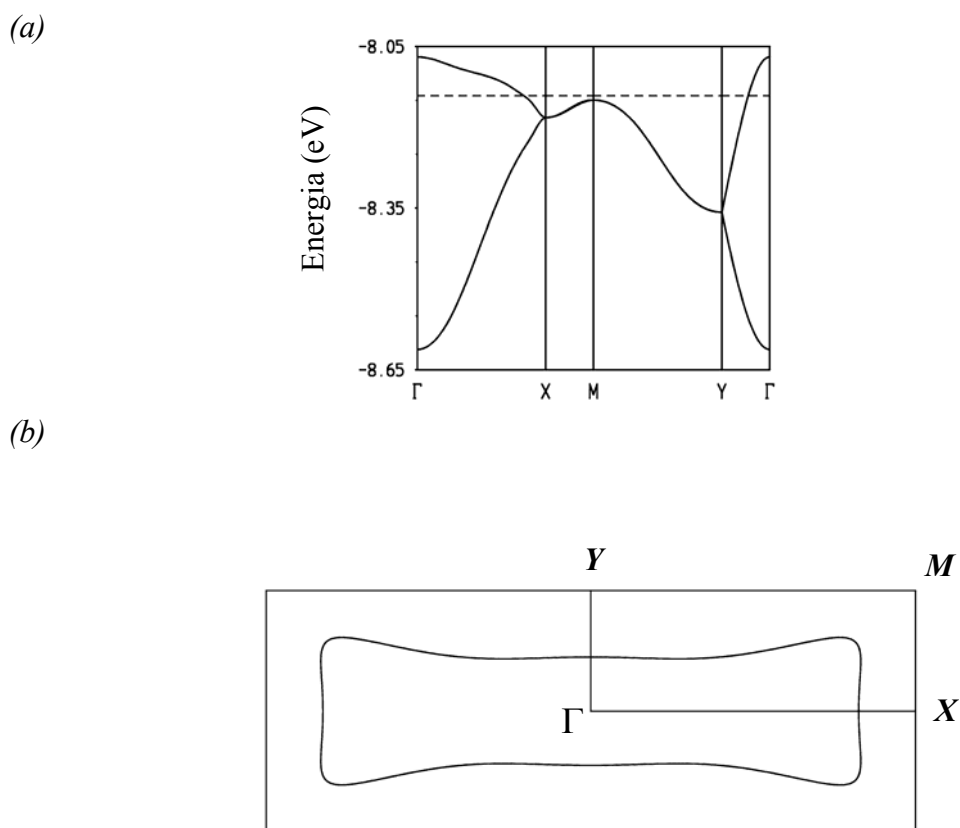 (a)
-8.05
Energia (eV)
-8.35
-8.65
Γ X M Y Γ
(b)
Y M
Γ X